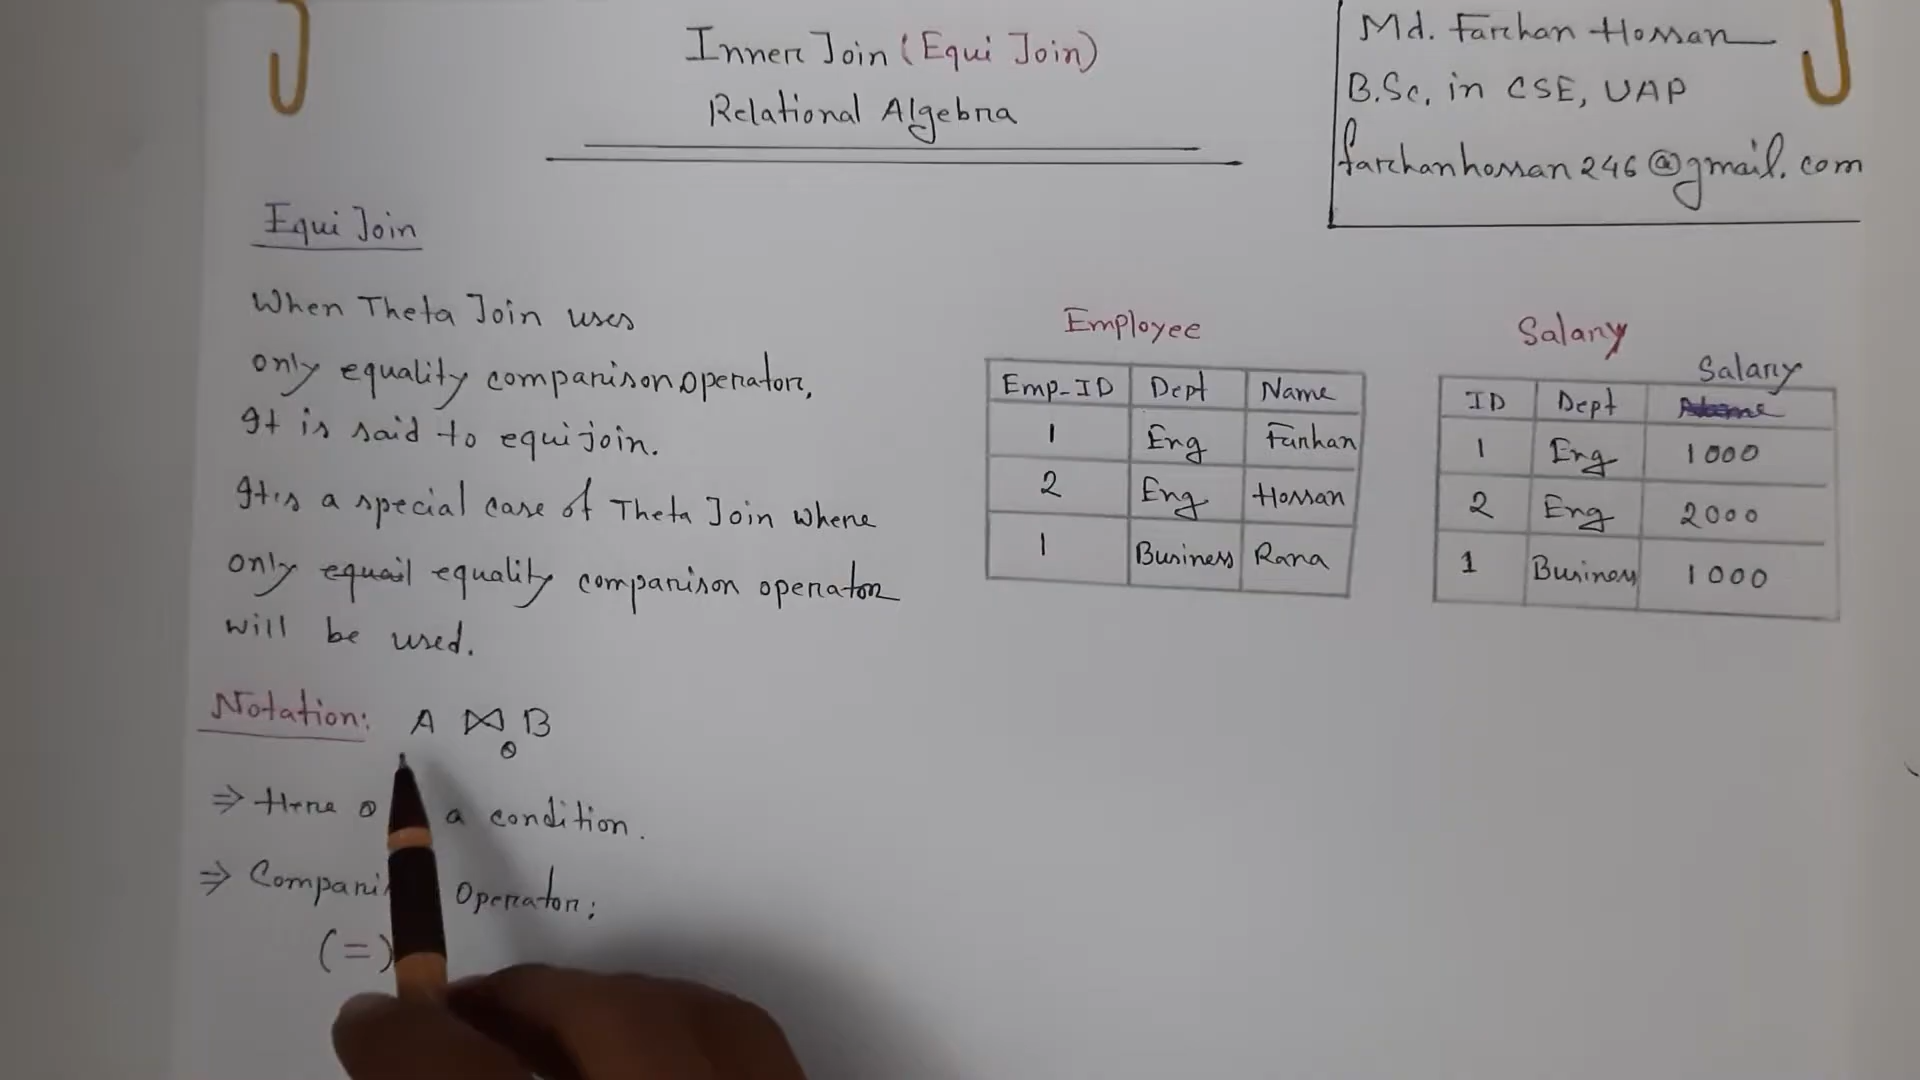 Inner Join (Equi Join)
Relational Algebra
Md. Farhan Hossan
B.Sc. in CSE, UAP
farhanhossan246@gmail.com
Equi Join
When Theta Join uses
only equality comparison operator,
It is said to equi join.
It is a special case of Theta Join where
only equail equality comparison operator
will be used.
Notation: A ⋈θ B
⇒ Here θ a condition.
⇒ Operator:
(=)
Employee
Emp_ID Dept Name
1 Eng Farhan
2 Eng Hossan
1 Business Rana
Salary
Salary
ID Dept
1 Eng 1000
2 Eng 2000
1 Business 1000